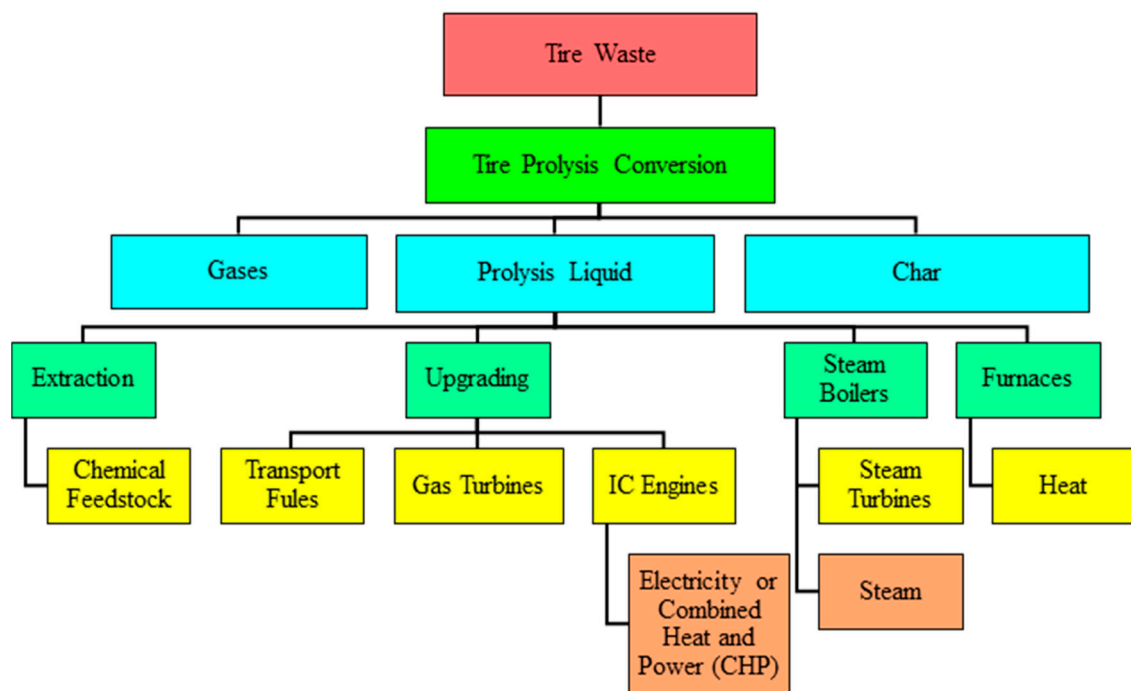 Tire Waste
Tire Prolysis Conversion
Gases
Prolysis Liquid
Char
Extraction
Upgrading
Steam
Boilers
Furnaces
Chemical
Feedstock
Transport
Fules
Gas Turbines
IC Engines
Steam
Turbines
Heat
Electricity or
Combined
Heat and
Power (CHP)
Steam